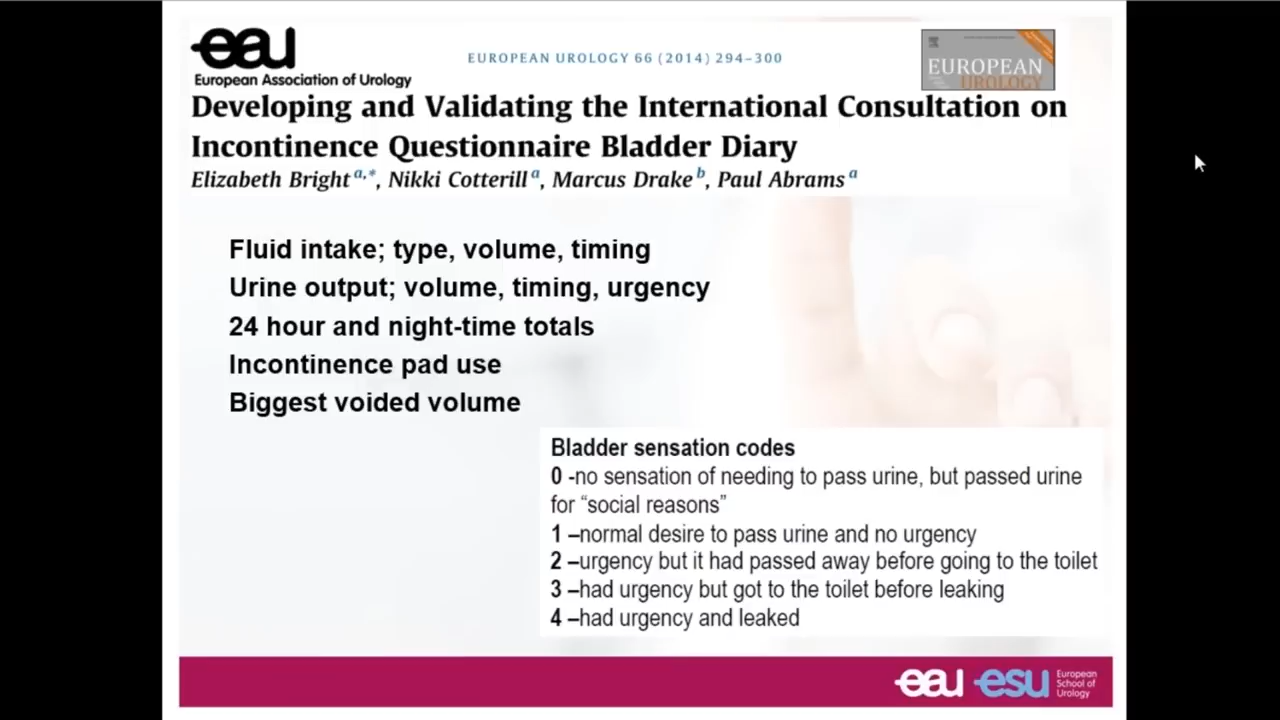 eau
European Association of Urology
EUROPEAN UROLOGY 66 (2014) 294–300
EUROPEAN
UROLOGY
Developing and Validating the International Consultation on
Incontinence Questionnaire Bladder Diary
Elizabeth Bright a,*, Nikki Cotterill a, Marcus Drake b, Paul Abrams a
Fluid intake; type, volume, timing
Urine output; volume, timing, urgency
24 hour and night-time totals
Incontinence pad use
Biggest voided volume
Bladder sensation codes
0 -no sensation of needing to pass urine, but passed urine
for “social reasons”
1 –normal desire to pass urine and no urgency
2 –urgency but it had passed away before going to the toilet
3 –had urgency but got to the toilet before leaking
4 –had urgency and leaked
eau esu European
School of
Urology